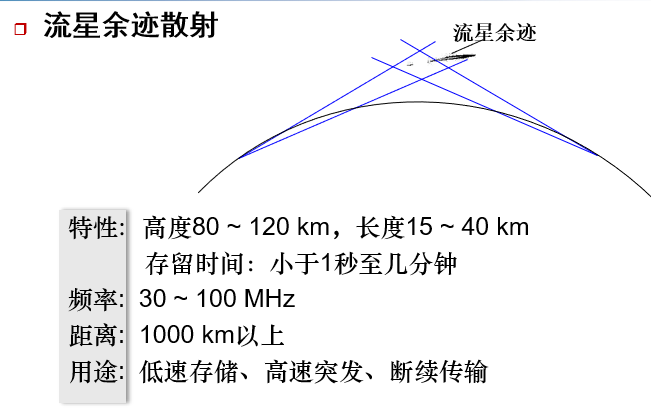 流星余迹散射
流星余迹
特性: 高度80 ~ 120 km，长度15 ~ 40 km
存留时间：小于1秒至几分钟
频率: 30 ~ 100 MHz
距离: 1000 km以上
用途: 低速存储、高速突发、断续传输